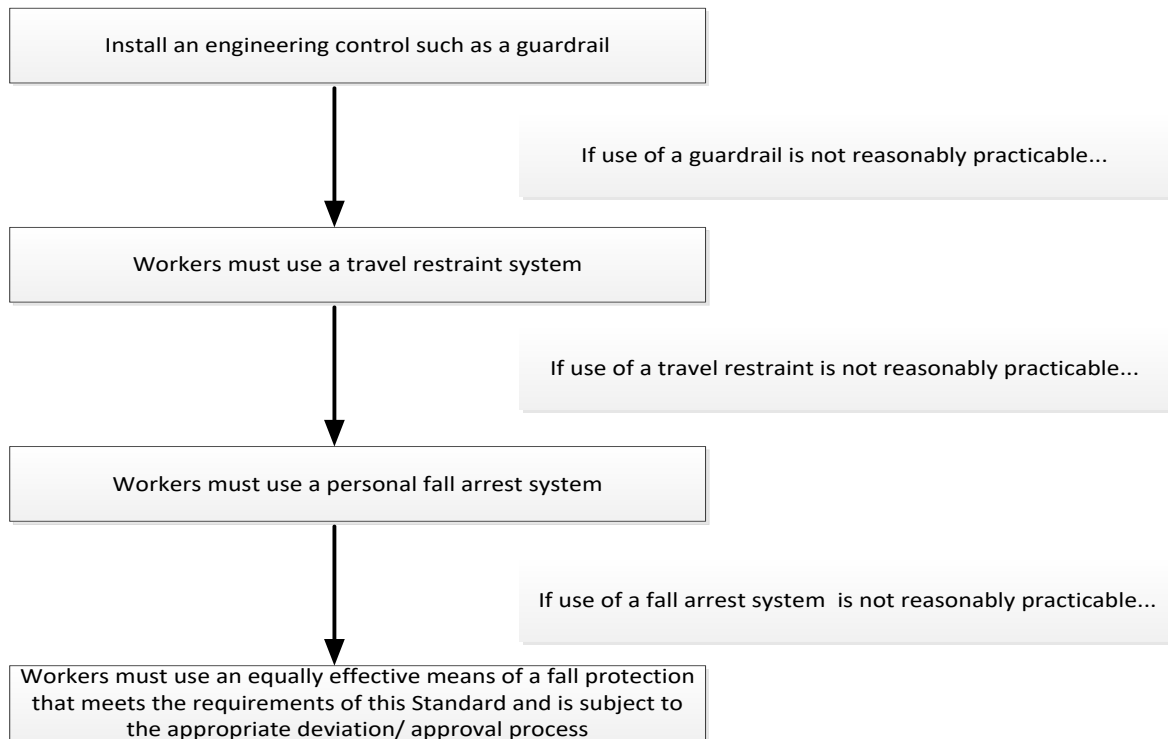 Install an engineering control such as a guardrail
If use of a guardrail is not reasonably practicable...
Workers must use a travel restraint system
If use of a travel restraint is not reasonably practicable...
Workers must use a personal fall arrest system
If use of a fall arrest system  is not reasonably practicable...
Workers must use an equally effective means of a fall protection
that meets the requirements of this Standard and is subject to
the appropriate deviation/ approval process